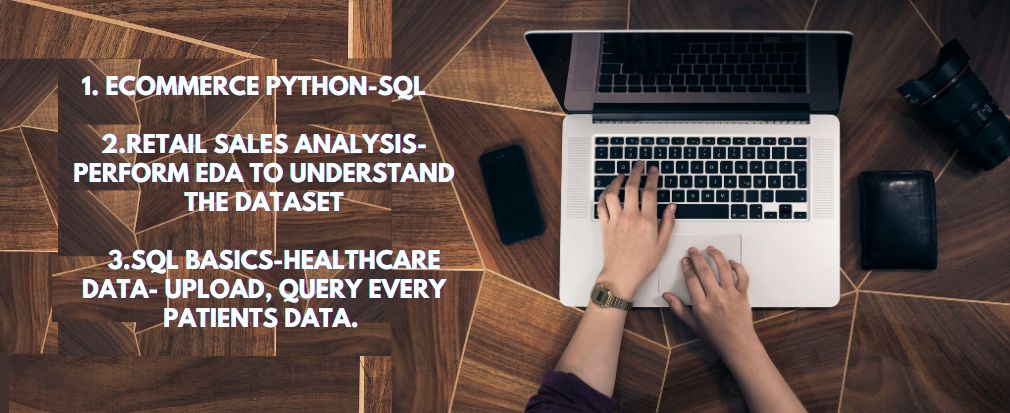 1. ECOMMERCE PYTHON-SQL
2.RETAIL SALES ANALYSIS-
PERFORM EDA TO UNDERSTAND
THE DATASET
3.SQL BASICS-HEALTHCARE
DATA- UPLOAD, QUERY EVERY
PATIENTS DATA.